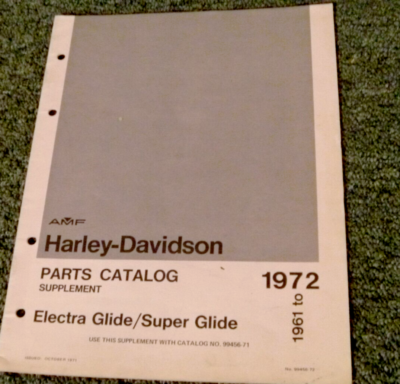 AMF
Harley-Davidson
PARTS CATALOG
SUPPLEMENT
1961 to 1972
Electra Glide/Super Glide
USE THIS SUPPLEMENT WITH CATALOG NO. 99456-71